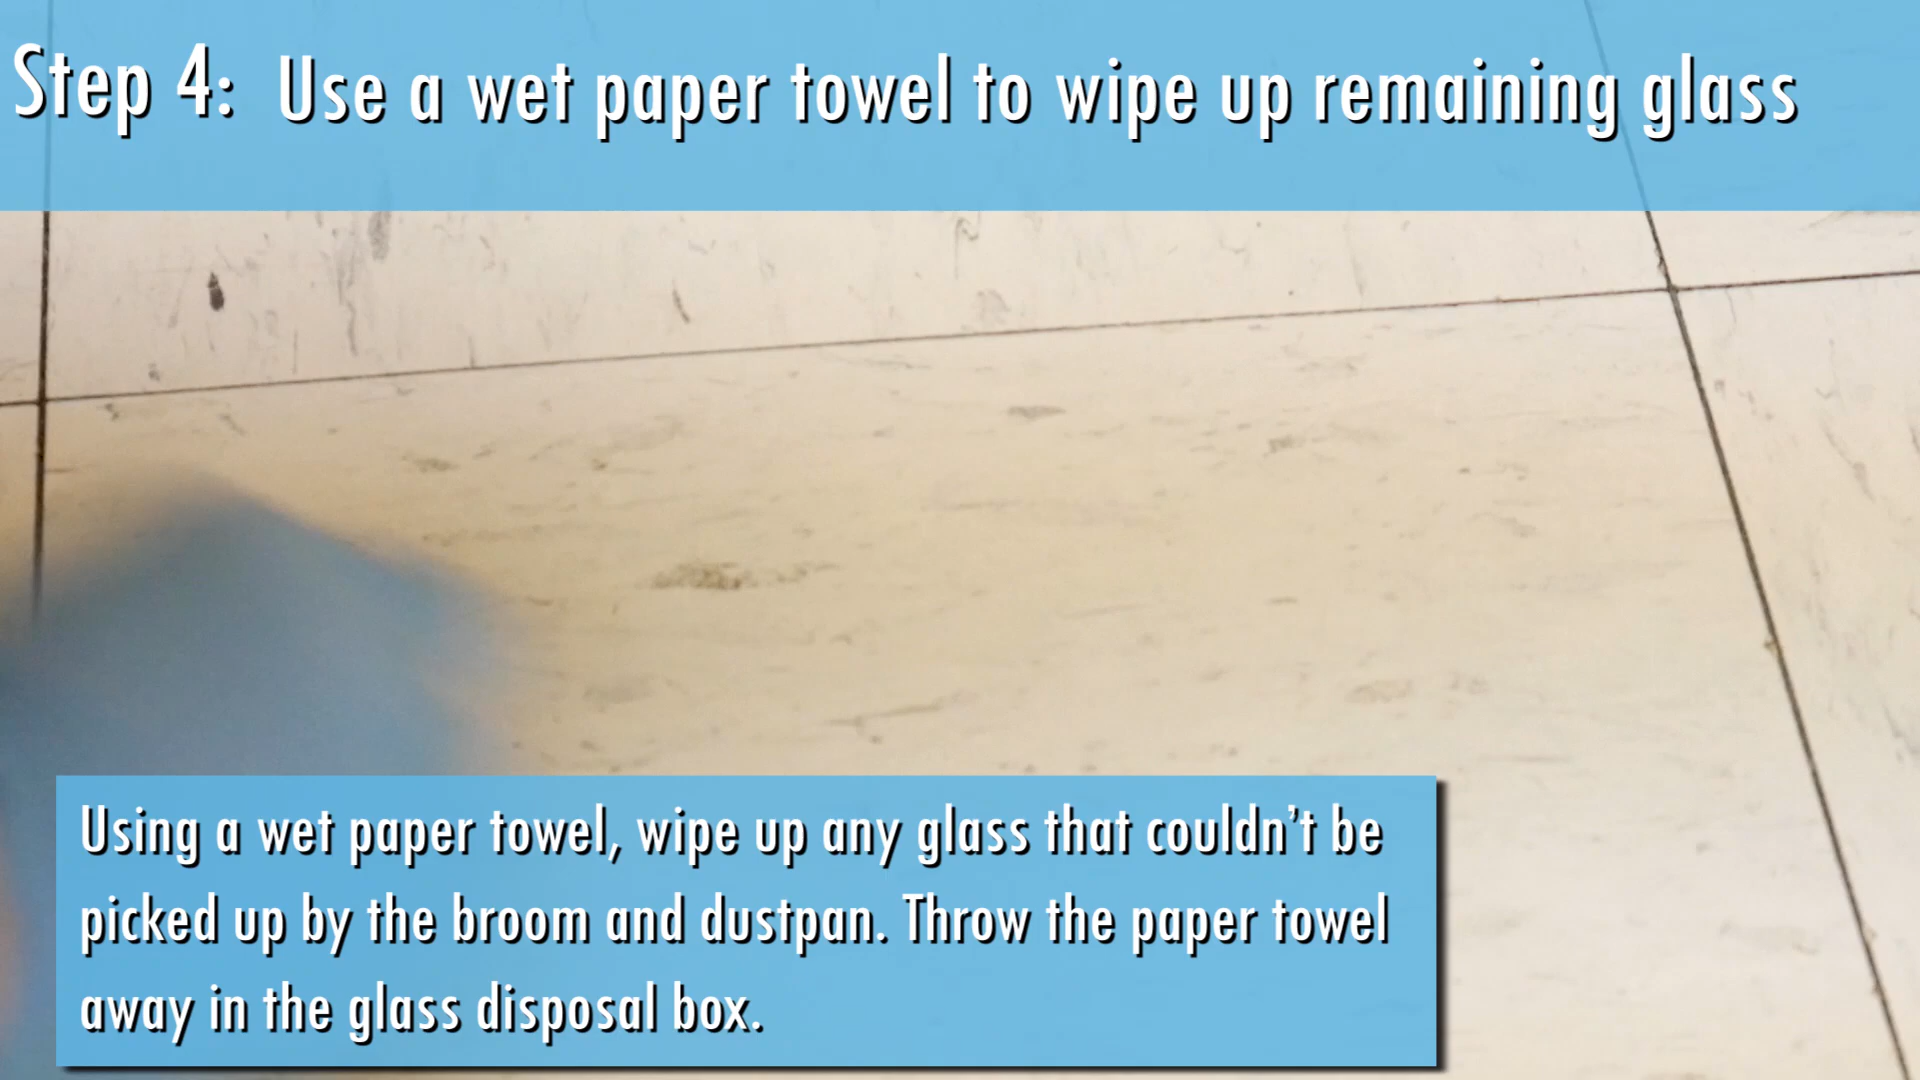 Step 4: Use a wet paper towel to wipe up remaining glass
Using a wet paper towel, wipe up any glass that couldn’t be
picked up by the broom and dustpan. Throw the paper towel
away in the glass disposal box.